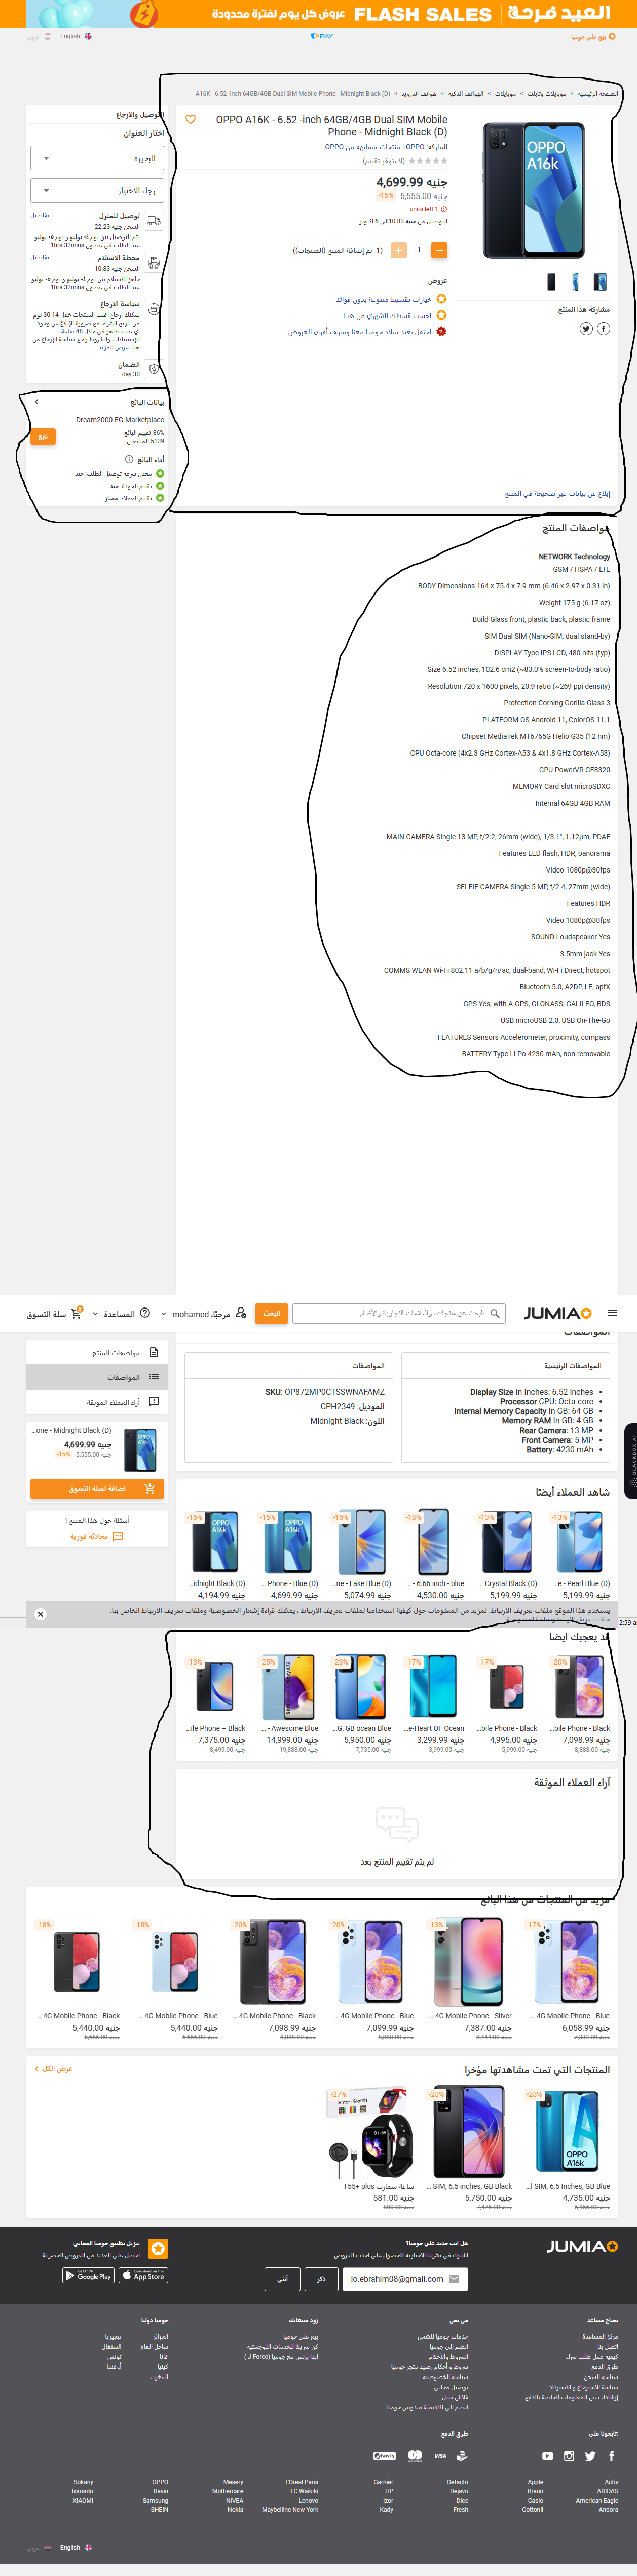 العيد فرحة
FLASH SALES
عروض كل يوم لفترة محدودة
بيع على جوميا
PAY
English
عربي
الصفحة الرئيسية > موبايلات وتابلت > موبايلات > الهواتف الذكية > هواتف اندرويد > A16K - 6.52 -inch 64GB/4GB Dual SIM Mobile Phone - Midnight Black (D)
OPPO A16K - 6.52 -inch 64GB/4GB Dual SIM Mobile
Phone - Midnight Black (D)
الماركة: OPPO | منتجات مشابهه من OPPO
(لا يتوفر تقييم)
جنيه 4,699.99
جنيه 5,555.00
-15%
1 units left
التوصيل من جنيه 10.83الي 6 اكتوبر
1
(1 تم إضافة المنتج (المنتجات))
عروض
خيارات تقسيط متنوعة بدون فوائد
احسب قسطك الشهري من هنـا
احتفل بعيد ميلاد جوميـا معنا وشوف أقوى العروض
مشاركة هذا المنتج
إبلاغ عن بيانات غير صحيحة في المنتج
التوصيل والارجاع
اختار العنوان
البحيرة
رجاء الاختيار
توصيل للمنزل
تفاصيل
الشحن جنيه 22.23
عند الطلب في غضون 1hrs 32mins
محطة الاستلام
تفاصيل
الشحن جنيه 10.83
عند الطلب في غضون 1hrs 32mins
سياسة الارجاع
يمكنك ارجاع اغلب المنتجات خلال 14-30 يوم
من تاريخ الشراء، مع ضرورة الإبلاغ عن وجود
اي عيب ظاهر في خلال 48 ساعة،
للإستثناءات والشروط راجع سياسة الإرجاع من
هنا. عرض المزيد
الضمان
30 day
بيانات البائع
Dream2000 EG Marketplace
86% تقييم البائع
5139 المتابعين
تابع
أداء البائع
معدل سرعة توصيل الطلب: جيد
تقييم الجودة: جيد
تقييم العملاء: ممتاز
مواصفات المنتج
NETWORK Technology
GSM / HSPA / LTE
BODY Dimensions 164 x 75.4 x 7.9 mm (6.46 x 2.97 x 0.31 in)
Weight 175 g (6.17 oz)
Build Glass front, plastic back, plastic frame
SIM Dual SIM (Nano-SIM, dual stand-by)
DISPLAY Type IPS LCD, 480 nits (typ)
Size 6.52 inches, 102.6 cm2 (~83.0% screen-to-body ratio)
Resolution 720 x 1600 pixels, 20:9 ratio (~269 ppi density)
Protection Corning Gorilla Glass 3
PLATFORM OS Android 11, ColorOS 11.1
Chipset MediaTek MT6765G Helio G35 (12 nm)
CPU Octa-core (4x2.3 GHz Cortex-A53 & 4x1.8 GHz Cortex-A53)
GPU PowerVR GE8320
MEMORY Card slot microSDXC
Internal 64GB 4GB RAM
MAIN CAMERA Single 13 MP, f/2.2, 26mm (wide), 1/3.1", 1.12µm, PDAF
Features LED flash, HDR, panorama
Video 1080p@30fps
SELFIE CAMERA Single 5 MP, f/2.4, 27mm (wide)
Features HDR
Video 1080p@30fps
SOUND Loudspeaker Yes
3.5mm jack Yes
COMMS WLAN Wi-Fi 802.11 a/b/g/n/ac, dual-band, Wi-Fi Direct, hotspot
Bluetooth 5.0, A2DP, LE, aptX
GPS Yes, with A-GPS, GLONASS, GALILEO, BDS
USB microUSB 2.0, USB On-The-Go
FEATURES Sensors Accelerometer, proximity, compass
BATTERY Type Li-Po 4230 mAh, non-removable
JUMIA
البحث عن منتجات، والعلامات التجارية والأقسام
البحث
مرحبًا، mohamed
المساعدة
سلة التسوق
المواصفات
المواصفات الرئيسية
Display Size In Inches: 6.52 inches
Processor CPU: Octa-core
Internal Memory Capacity In GB: 64 GB
Memory RAM In GB: 4 GB
Rear Camera: 13 MP
Front Camera: 5 MP
Battery: 4230 mAh
المواصفات
SKU: OP872MP0CTSSWNAFAMZ
الموديل: CPH2349
اللون: Midnight Black
مواصفات المنتج
المواصفات
آراء العملاء الموثقة
...one - Midnight Black (D)
جنيه 4,699.99
جنيه 5,555.00
-15%
اضافة لسلة التسوق
أسئلة حول هذا المنتج؟
محادثة فورية
BLACKBOX AI
شاهد العملاء أيضًا
-13% -13% -18% -15% -15% -16%
...e - Pearl Blue (D)
جنيه 5,199.99
... Crystal Black (D)
جنيه 5,199.99
... - 6.66 inch - blue
جنيه 4,530.00
...ne - Lake Blue (D)
جنيه 5,074.99
... Phone - Blue (D)
جنيه 4,699.99
...idnight Black (D)
جنيه 4,194.99
يستخدم هذا الموقع ملفات تعريف الارتباط. لمزيد من المعلومات حول كيفية استخدامنا لملفات تعريف الارتباط ، يمكنك قراءة إشعار الخصوصية وملفات تعريف الارتباط الخاص بنا.
2:59 a
قد يعجبك ايضا
-20% -17% -17% -23% -25% -13%
...bile Phone - Black
جنيه 7,098.99
جنيه 8,888.00
...bile Phone - Black
جنيه 4,995.00
جنيه 5,999.00
...e-Heart OF Ocean
جنيه 3,299.99
جنيه 3,999.00
...G, GB ocean Blue
جنيه 5,950.00
جنيه 7,735.00
... - Awesome Blue
جنيه 14,999.00
جنيه 19,888.00
...ile Phone – Black
جنيه 7,375.00
جنيه 8,499.00
آراء العملاء الموثقة
لم يتم تقييم المنتج بعد
مزيد من المنتجات من هذا البائع
-17% -13% -20% -20% -18% -18%
... 4G Mobile Phone - Blue
جنيه 6,058.99
جنيه 7,333.00
... 4G Mobile Phone - Silver
جنيه 7,387.00
جنيه 8,444.00
... 4G Mobile Phone - Blue
جنيه 7,099.99
جنيه 8,888.00
... 4G Mobile Phone - Black
جنيه 7,098.99
جنيه 8,888.00
... 4G Mobile Phone - Blue
جنيه 5,440.00
جنيه 6,666.00
... 4G Mobile Phone - Black
جنيه 5,440.00
جنيه 6,666.00
المنتجات التي تمت مشاهدتها مؤخرًا
عرض الكل
-23% -23% -27%
...l SIM, 6.5 Inches, GB Blue
جنيه 4,735.00
جنيه 6,156.00
... SIM, 6.5 inches, GB Black
جنيه 5,750.00
جنيه 7,475.00
ساعة سمارت T55+ plus
جنيه 581.00
جنيه 800.00
JUMIA
هل انت جديد علي جوميا؟
اشترك في نشرتنا الاخباريه للحصول علي احدث العروض
lo.ebrahim08@gmail.com
ذكر
أنثى
تنزيل تطبيق جوميا المجاني
احصل علي العديد من العروض الحصرية
App Store
Google Play
تحتاج مساعد
مركز المساعدة
اتصل بنا
كيفية عمل طلب شراء
طرق الدفع
سياسة الشحن
سياسة الاسترجاع و الاسترداد
إرشادات عن المعلومات الخاصة بالدفع
من نحن
خدمات جوميا للشحن
انضم إلى جوميا
الشروط والأحكام
شروط و أحكام رصيد متجر جوميا
سياسة الخصوصية
توصيل مجاني
فلاش سيل
انضم الي اكاديمية مندوبين جوميا
زود مبيعاتك
بيع على جوميا
كن شريكًا للخدمات اللوجستية
ابدا بزنس مع جوميا (J-Force )
جوميا دولياً
الجزائر
ساحل العاج
غانا
كينيا
المغرب
نيجيريا
السنغال
تونس
أوغندا
تابعونا على:
طرق الدفع
fawry
VISA
Activ
ADIDAS
American Eagle
Andora
Apple
Braun
Casio
Cottonil
Defacto
Dejavu
Dice
Fresh
Garnier
HP
Izor
Kady
L'Oreal Paris
LC Waikiki
Lenovo
Maybelline New York
Mesery
Mothercare
NIVEA
Nokia
OPPO
Ravin
Samsung
SHEIN
Sokany
Tornado
XIAOMI
English
عربي